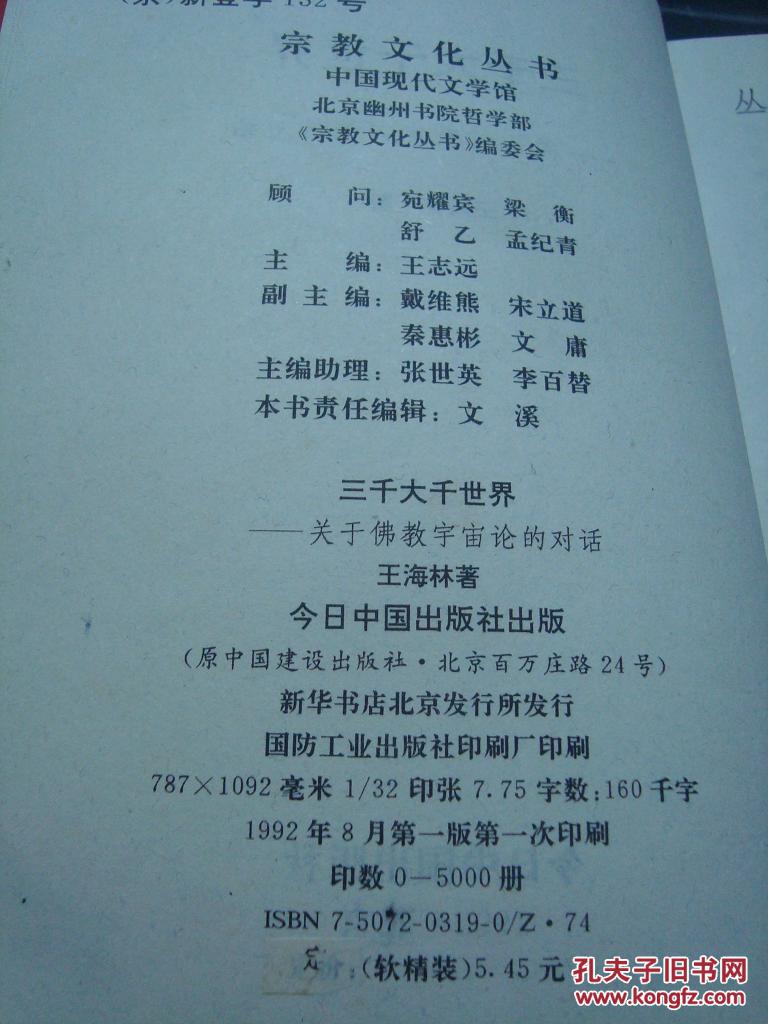 (京)新登字 132 号
宗教文化丛书
中国现代文学馆
北京幽州书院哲学部
《宗教文化丛书》编委会
顾 问：宛耀宾 梁 衡
舒 乙 孟纪青
主 编：王志远
副主编：戴维熊 宋立道
秦惠彬 文 庸
主编助理：张世英 李百替
本书责任编辑：文 溪
三千大千世界
——关于佛教宇宙论的对话
王海林著
今日中国出版社出版
(原中国建设出版社·北京百万庄路24号)
新华书店北京发行所发行
国防工业出版社印刷厂印刷
787×1092毫米 1/32 印张 7.75 字数：160千字
1992年8月第一版第一次印刷
印数 0—5000 册
ISBN 7-5072-0319-0/Z·74
：(软精装)5.45元
丛
孔夫子旧书网
www.kongfz.com